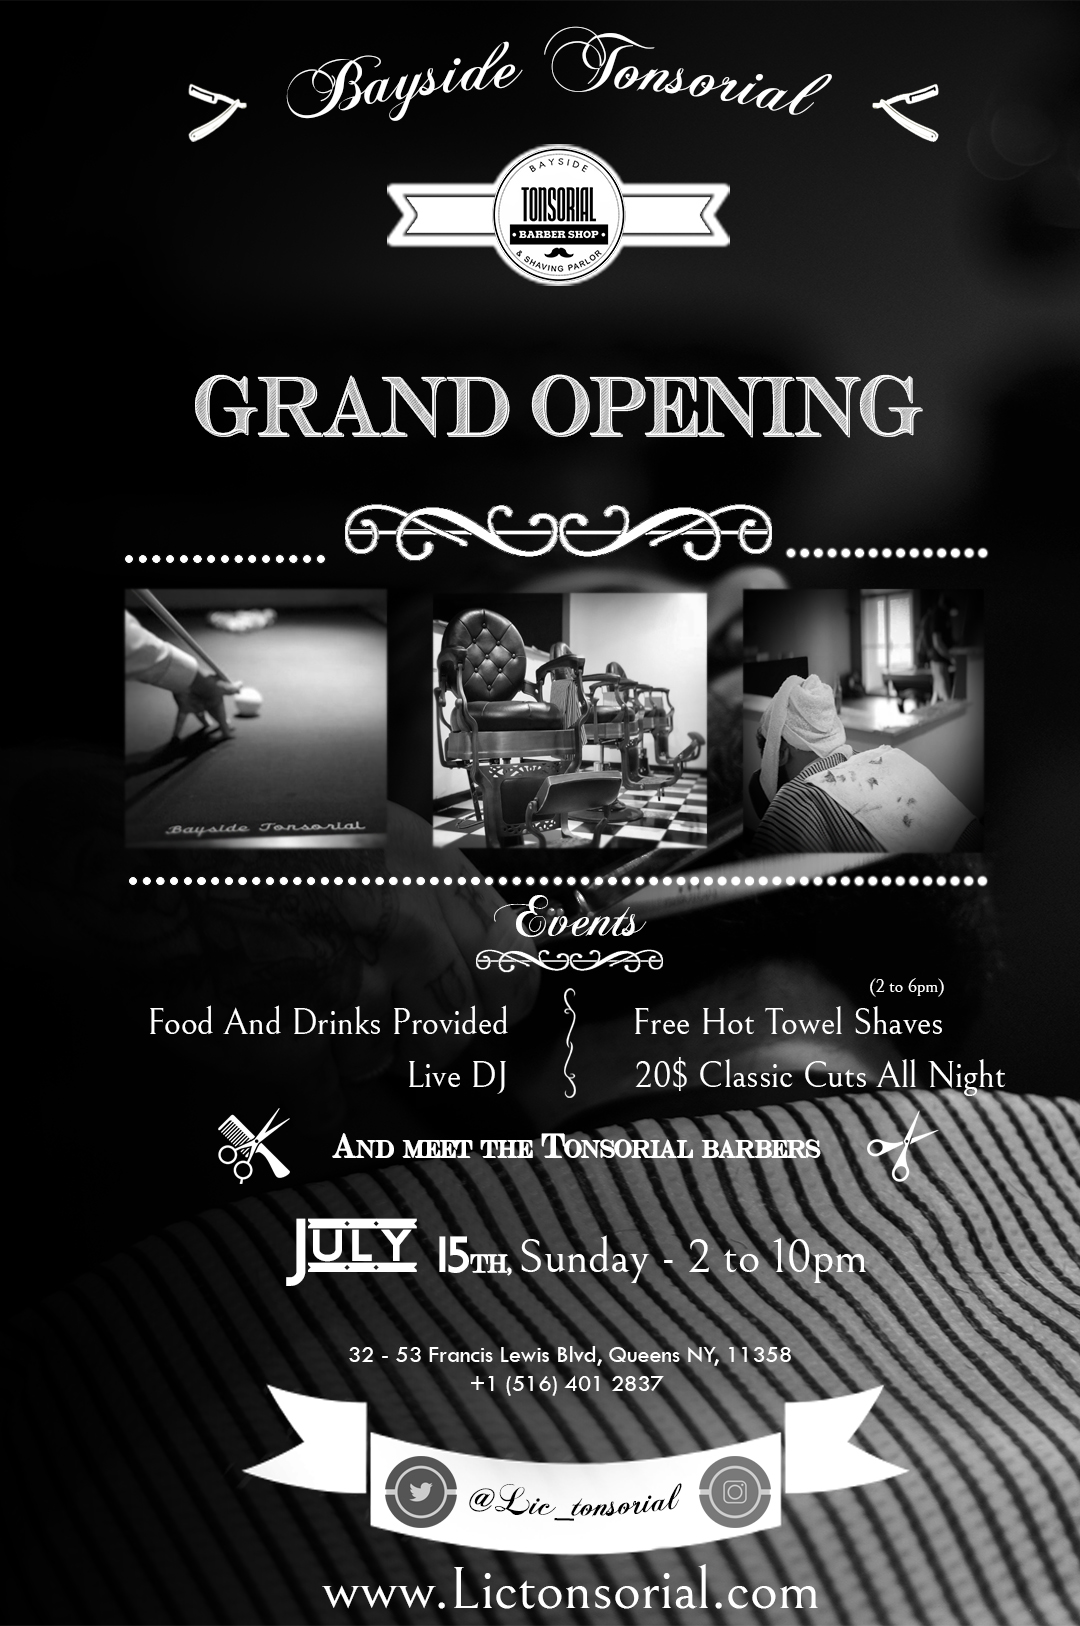 Bayside Tonsorial
BAYSIDE
TONSORIAL
• BARBER SHOP •
& SHAVING PARLOR
GRAND OPENING
Bayside Tonsorial
Events
(2 to 6pm)
Food And Drinks Provided
Free Hot Towel Shaves
Live DJ
20$ Classic Cuts All Night
AND MEET THE TONSORIAL BARBERS
JULY 15TH, Sunday - 2 to 10pm
32 - 53 Francis Lewis Blvd, Queens NY, 11358
+1 (516) 401 2837
@Lic_tonsorial
www.Lictonsorial.com